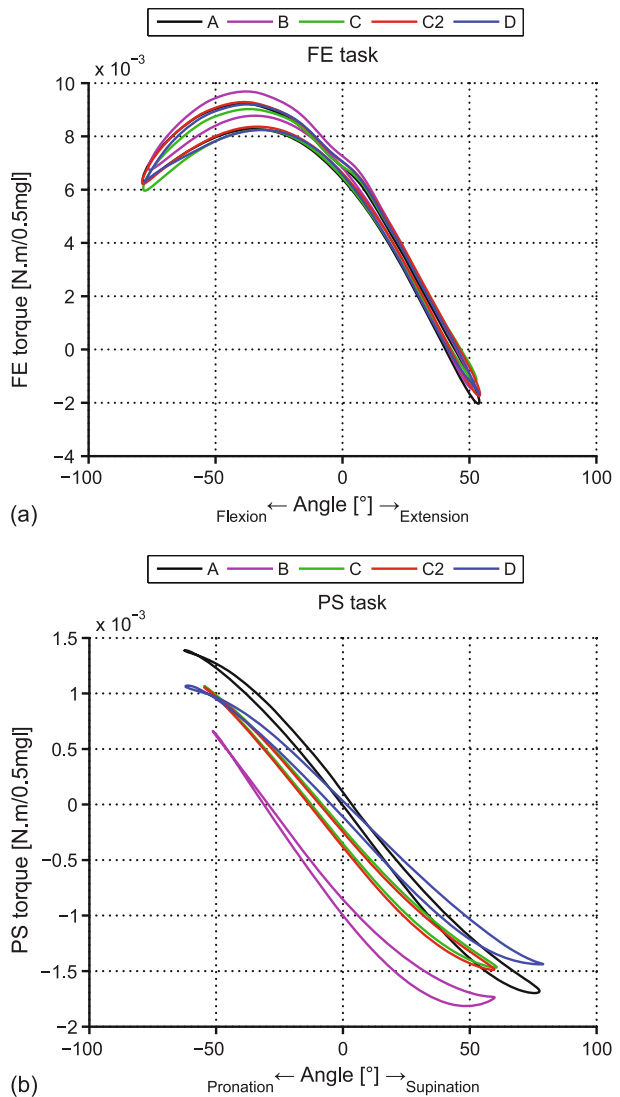 A B C C2 D
x 10⁻³ FE task
10
8
6
4
2
0
−2
−4
FE torque [N.m/0.5mgl]
−100 −50 0 50 100
(a) Flexion ← Angle [°] → Extension
A B C C2 D
x 10⁻³ PS task
1.5
1
0.5
0
−0.5
−1
−1.5
−2
PS torque [N.m/0.5mgl]
−100 −50 0 50 100
(b) Pronation ← Angle [°] → Supination